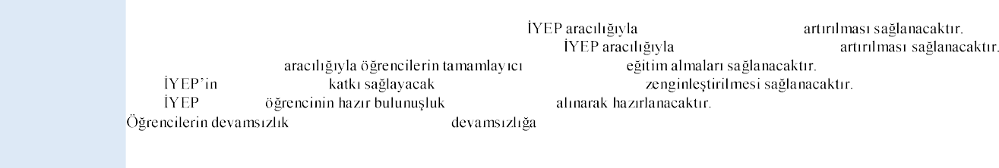 İYEP aracılığıyla artırılması sağlanacaktır.
İYEP aracılığıyla artırılması sağlanacaktır.
aracılığıyla öğrencilerin tamamlayıcı eğitim almaları sağlanacaktır.
İYEP’in katkı sağlayacak zenginleştirilmesi sağlanacaktır.
İYEP öğrencinin hazır bulunuşluk alınarak hazırlanacaktır.
Öğrencilerin devamsızlık devamsızlığa